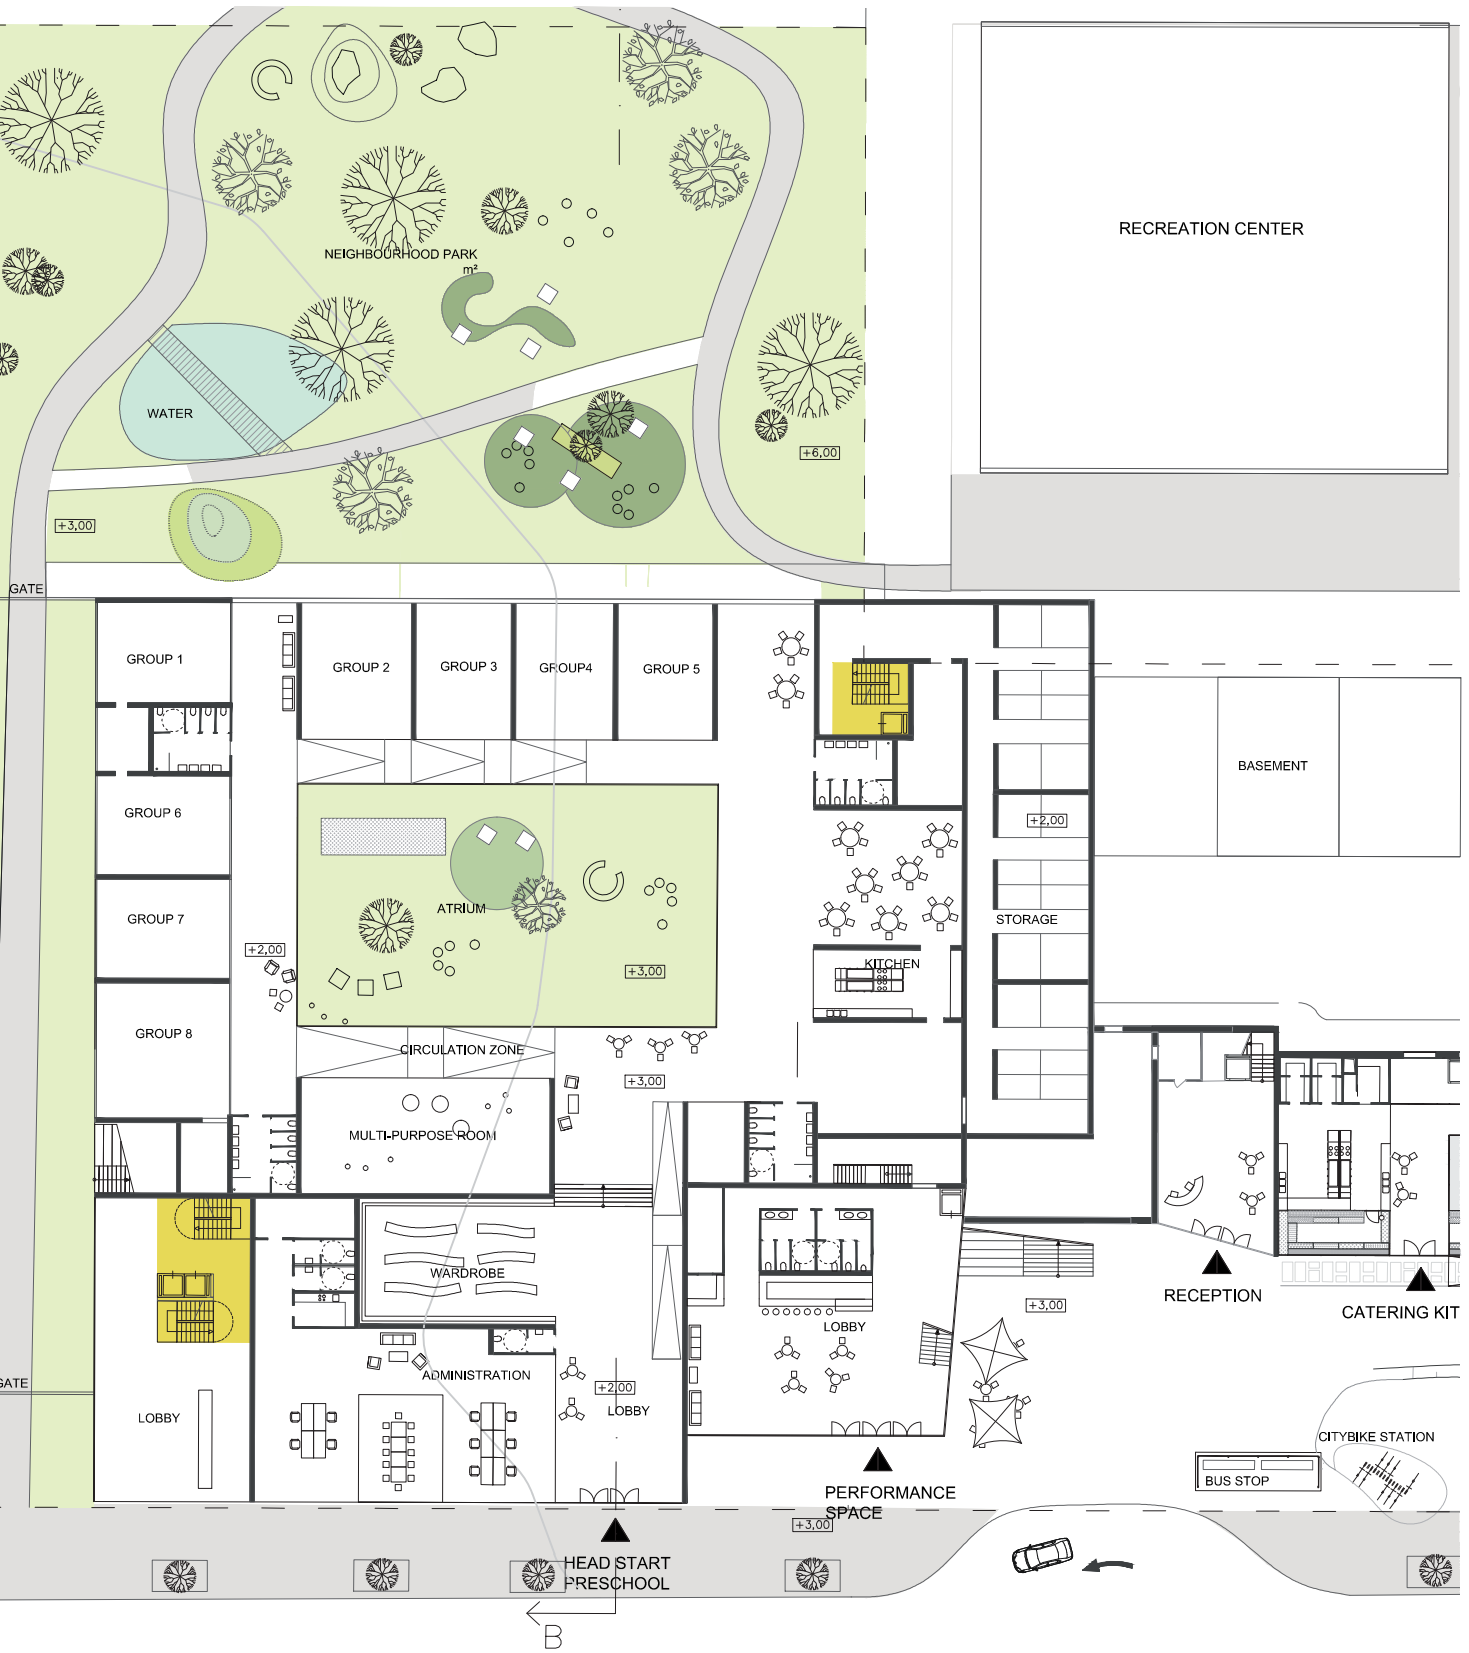 RECREATION CENTER
NEIGHBOURHOOD PARK
m²
WATER
+6,00
+3,00
GATE
GROUP 1
GROUP 2
GROUP 3
GROUP4
GROUP 5
BASEMENT
GROUP 6
+2,00
GROUP 7
ATRIUM
STORAGE
+2,00
KITCHEN
+3,00
GROUP 8
CIRCULATION ZONE
+3,00
MULTI-PURPOSE ROOM
WARDROBE
RECEPTION
+3,00
CATERING KIT
LOBBY
ADMINISTRATION
GATE
+2,00
LOBBY
LOBBY
CITYBIKE STATION
BUS STOP
PERFORMANCE
SPACE
+3,00
HEAD START
PRESCHOOL
B